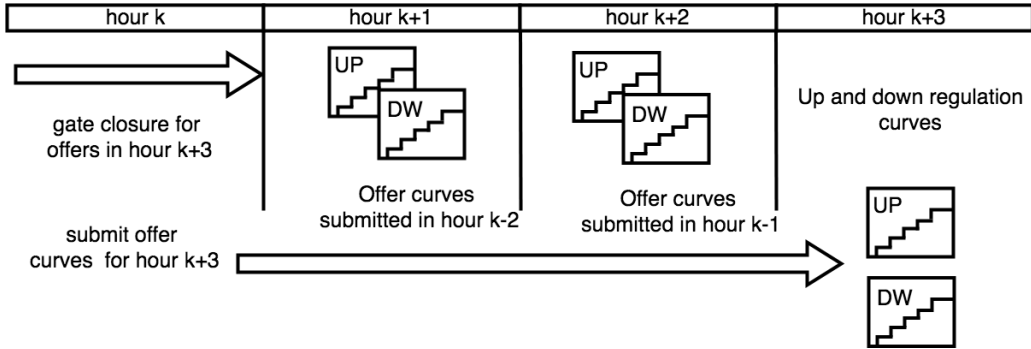 hour k
hour k+1
hour k+2
hour k+3
UP
DW
UP
DW
Up and down regulation
curves
gate closure for
offers in hour k+3
Offer curves
submitted in hour k-2
Offer curves
submitted in hour k-1
UP
submit offer
curves for hour k+3
DW